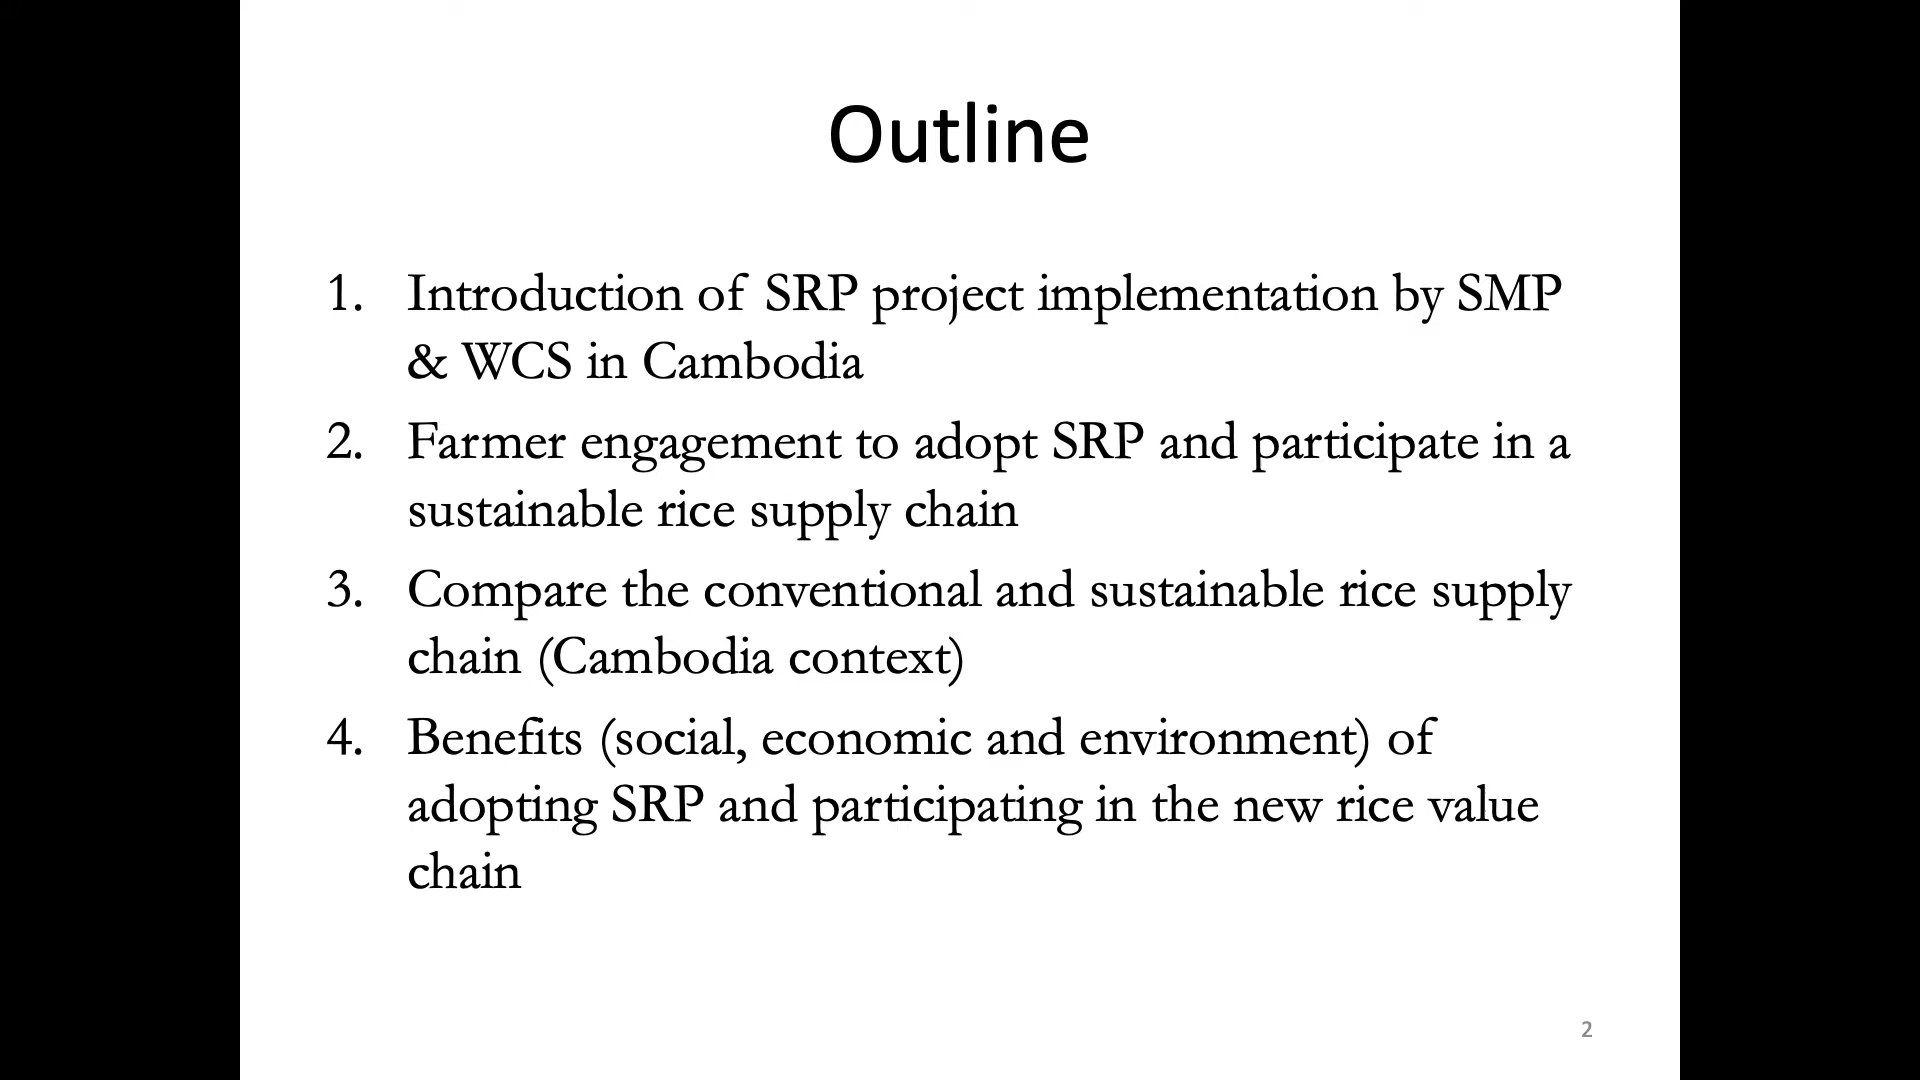 Outline
1. Introduction of SRP project implementation by SMP
& WCS in Cambodia
2. Farmer engagement to adopt SRP and participate in a
sustainable rice supply chain
3. Compare the conventional and sustainable rice supply
chain (Cambodia context)
4. Benefits (social, economic and environment) of
adopting SRP and participating in the new rice value
chain
2